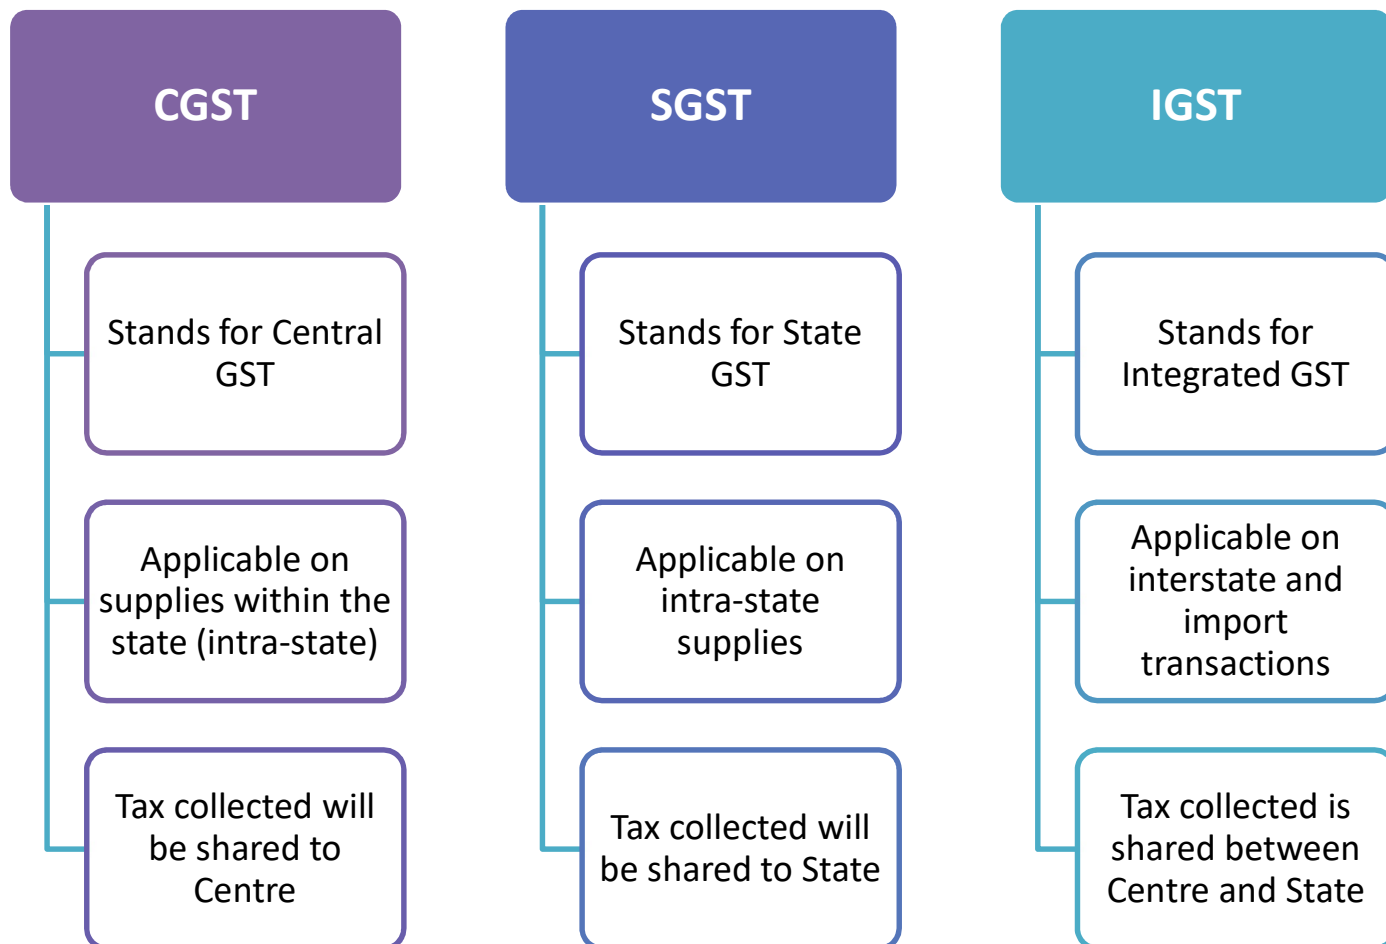 CGST
Stands for Central
GST
Applicable on
supplies within the
state (intra-state)
Tax collected will
be shared to
Centre
SGST
Stands for State
GST
Applicable on
intra-state
supplies
Tax collected will
be shared to State
IGST
Stands for
Integrated GST
Applicable on
interstate and
import
transactions
Tax collected is
shared between
Centre and State